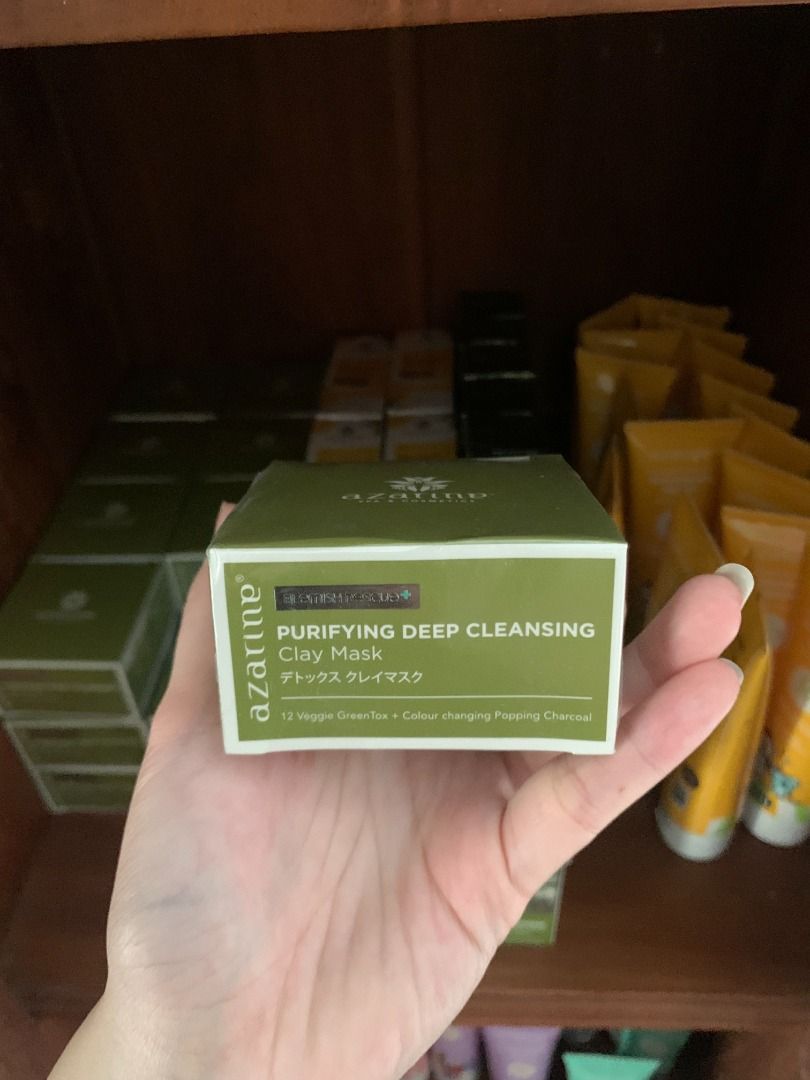 azarine
SPA & COSMETICS
azarine®
BLEMISH rescue+
PURIFYING DEEP CLEANSING
Clay Mask
デトックス クレイマスク
12 Veggie GreenTox + Colour changing Popping Charcoal